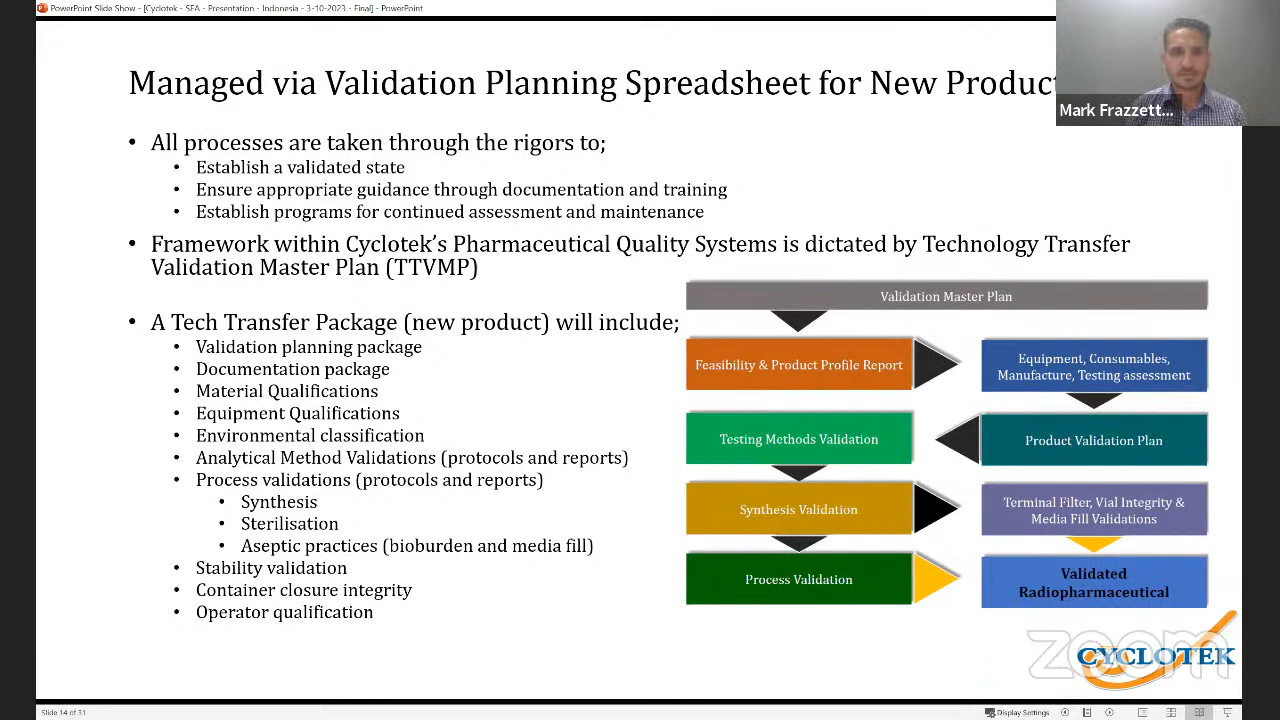 PowerPoint Slide Show - [Cyclotek - SEA - Presentation - Indonesia - 3-10-2023 - Final] - PowerPoint
Managed via Validation Planning Spreadsheet for New Product
Mark Frazzett...
• All processes are taken through the rigors to;
• Establish a validated state
• Ensure appropriate guidance through documentation and training
• Establish programs for continued assessment and maintenance
• Framework within Cyclotek's Pharmaceutical Quality Systems is dictated by Technology Transfer
Validation Master Plan (TTVMP)
• A Tech Transfer Package (new product) will include;
• Validation planning package
• Documentation package
• Material Qualifications
• Equipment Qualifications
• Environmental classification
• Analytical Method Validations (protocols and reports)
• Process validations (protocols and reports)
• Synthesis
• Sterilisation
• Aseptic practices (bioburden and media fill)
• Stability validation
• Container closure integrity
• Operator qualification
Validation Master Plan
Feasibility & Product Profile Report
Equipment, Consumables,
Manufacture, Testing assessment
Testing Methods Validation
Product Validation Plan
Synthesis Validation
Terminal Filter, Vial Integrity &
Media Fill Validations
Process Validation
Validated
Radiopharmaceutical
zoom
CYCLOTEK
Slide 14 of 31
Display Settings